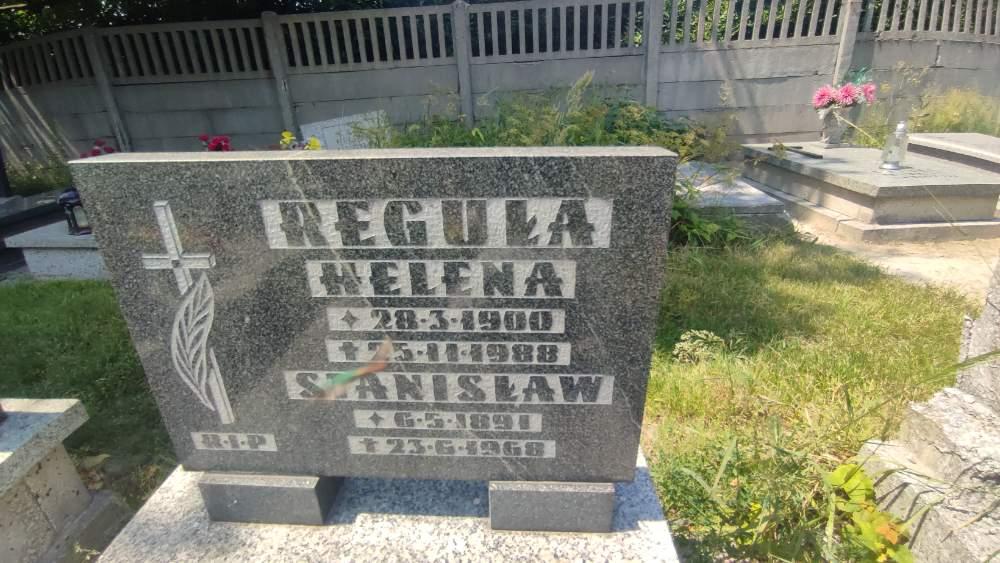 REGUŁA
HELENA
✦ 28·3·1900
✝ 25·11·1988
STANISŁAW
✦ 6·5·1891
✝ 23·6·1968
R·I·P